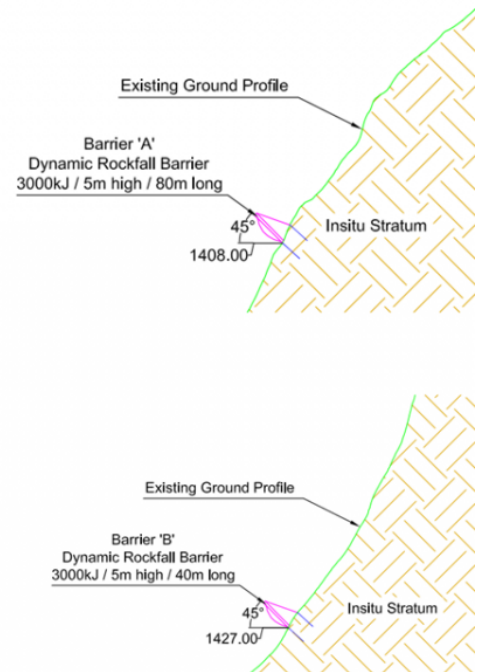 Existing Ground Profile
Barrier 'A'
Dynamic Rockfall Barrier
3000kJ / 5m high / 80m long
45°
Insitu Stratum
1408.00
Existing Ground Profile
Barrier 'B'
Dynamic Rockfall Barrier
3000kJ / 5m high / 40m long
45°
Insitu Stratum
1427.00